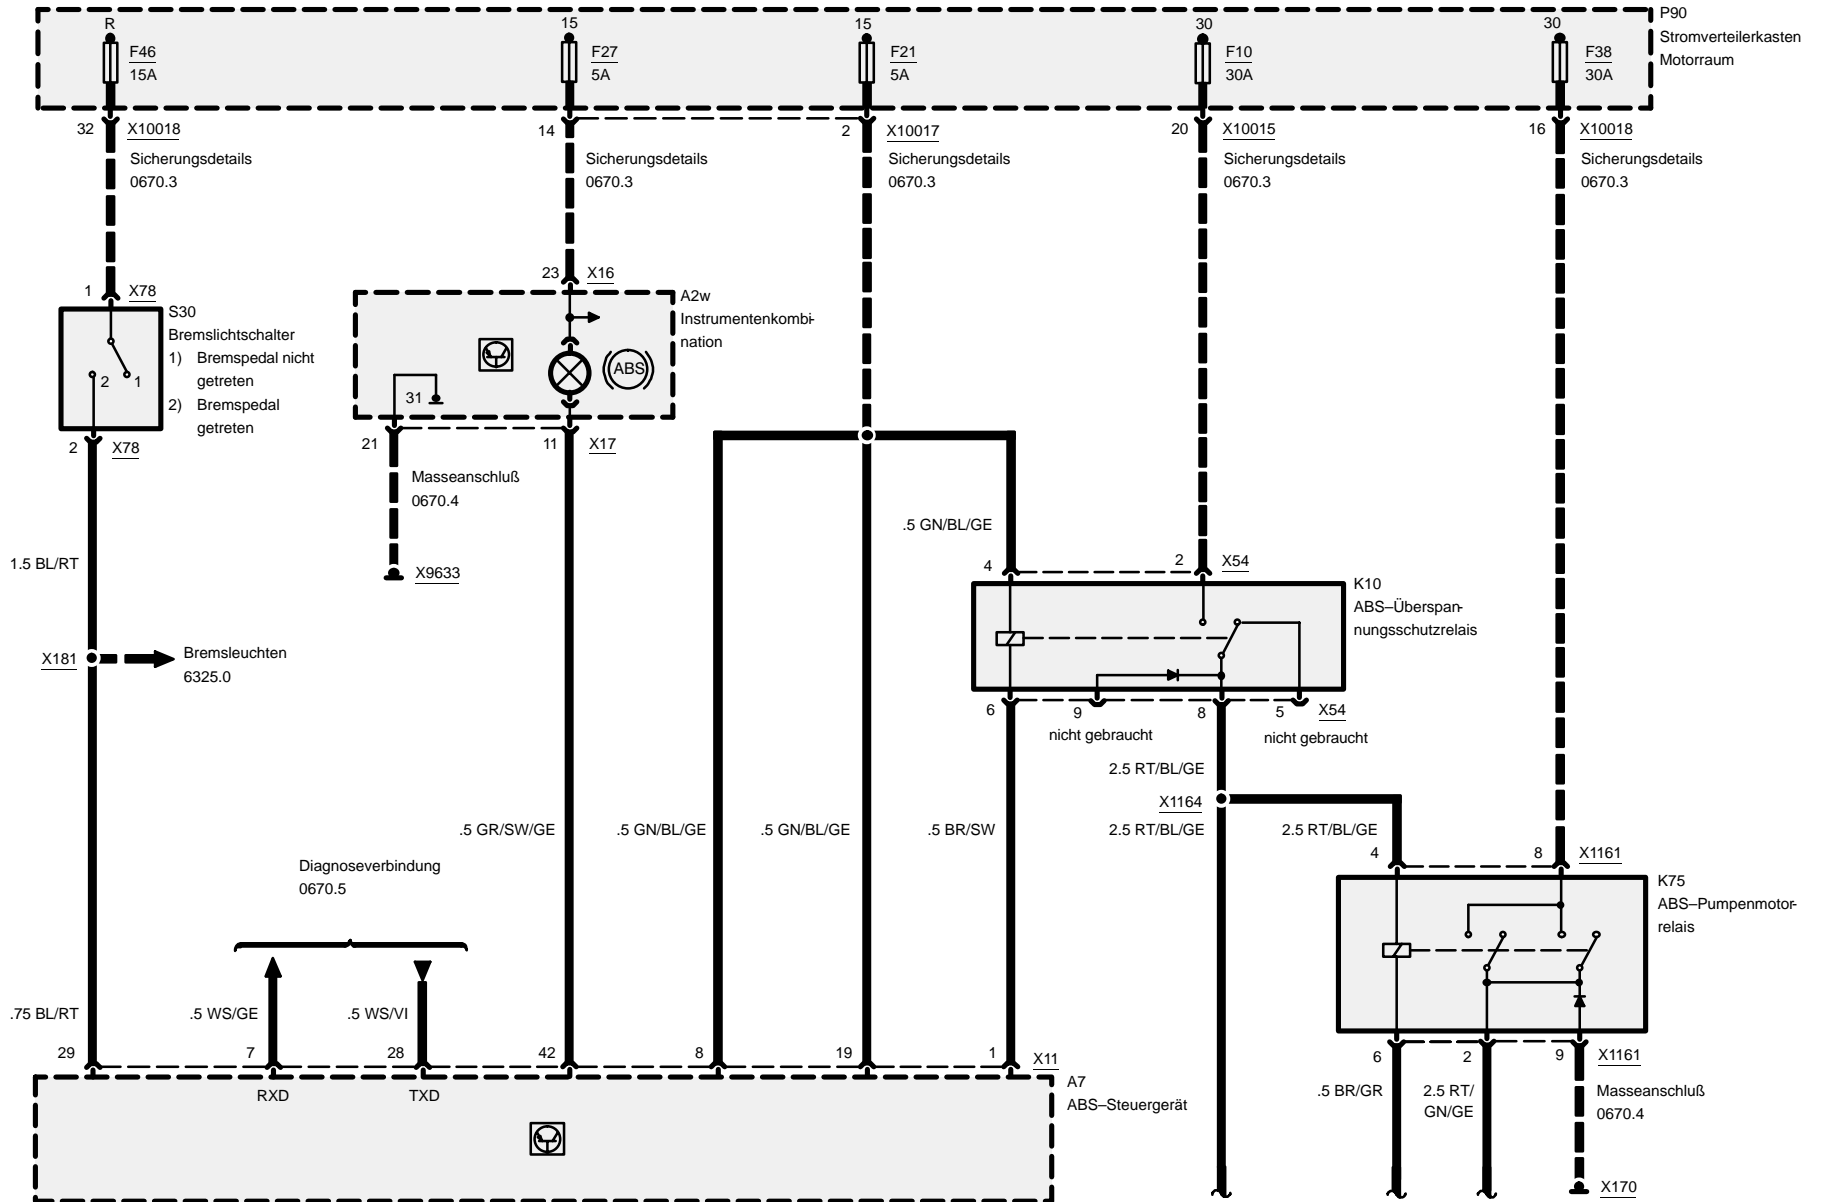 R
15
15
30
30
P90
Stromverteilerkasten
Motorraum
F46
15A
F27
5A
F21
5A
F10
30A
F38
30A
32
X10018
14
2
X10017
20
X10015
16
X10018
Sicherungsdetails
0670.3
Sicherungsdetails
0670.3
Sicherungsdetails
0670.3
Sicherungsdetails
0670.3
Sicherungsdetails
0670.3
1
X78
S30
Bremslichtschalter
1) Bremspedal nicht
getreten
2) Bremspedal
getreten
2
1
2
X78
23
X16
A2w
Instrumentenkombi-
nation
ABS
31
21
11
X17
Masseanschluß
0670.4
X9633
1.5 BL/RT
X181
Bremsleuchten
6325.0
.5 GN/BL/GE
4
2
X54
K10
ABS–Überspan-
nungsschutzrelais
6
9
8
5
X54
nicht gebraucht
nicht gebraucht
2.5 RT/BL/GE
X1164
.5 GR/SW/GE
.5 GN/BL/GE
.5 GN/BL/GE
.5 BR/SW
2.5 RT/BL/GE
2.5 RT/BL/GE
4
8
X1161
K75
ABS–Pumpenmotor-
relais
Diagnoseverbindung
0670.5
.75 BL/RT
.5 WS/GE
.5 WS/VI
29
7
28
42
8
19
1
X11
6
2
9
X1161
RXD
TXD
A7
ABS–Steuergerät
.5 BR/GR
2.5 RT/
GN/GE
Masseanschluß
0670.4
X170